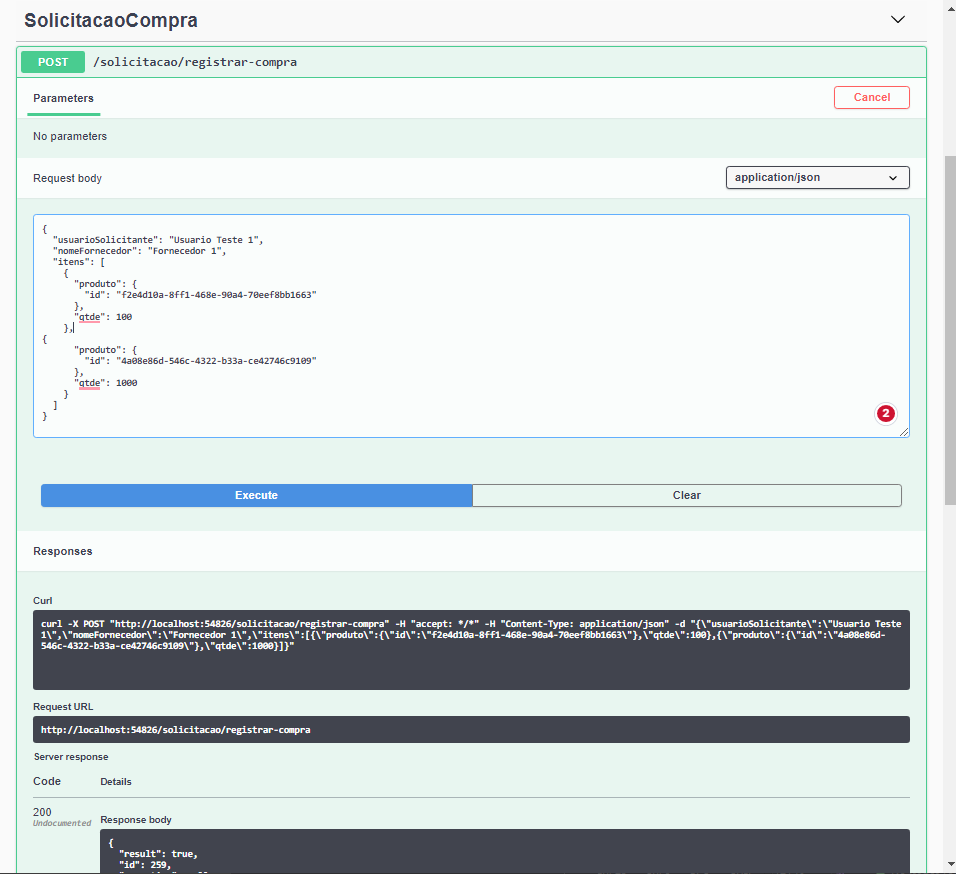 SolicitacaoCompra
POST /solicitacao/registrar-compra
Parameters
Cancel
No parameters
Request body
application/json
{
  "usuarioSolicitante": "Usuario Teste 1",
  "nomeFornecedor": "Fornecedor 1",
  "itens": [
    {
      "produto": {
        "id": "f2e4d10a-8ff1-468e-90a4-70eef8bb1663"
      },
      "qtde": 100
    },
{
      "produto": {
        "id": "4a08e86d-546c-4322-b33a-ce42746c9109"
      },
      "qtde": 1000
    }
  ]
}
2
Execute
Clear
Responses
Curl
curl -X POST "http://localhost:54826/solicitacao/registrar-compra" -H "accept: */*" -H "Content-Type: application/json" -d "{\"usuarioSolicitante\":\"Usuario Teste
1\",\"nomeFornecedor\":\"Fornecedor 1\",\"itens\":[{\"produto\":{\"id\":\"f2e4d10a-8ff1-468e-90a4-70eef8bb1663\"},\"qtde\":100},{\"produto\":{\"id\":\"4a08e86d-
546c-4322-b33a-ce42746c9109\"},\"qtde\":1000}]}"
Request URL
http://localhost:54826/solicitacao/registrar-compra
Server response
Code Details
200
Undocumented
Response body
{
  "result": true,
  "id": 259,